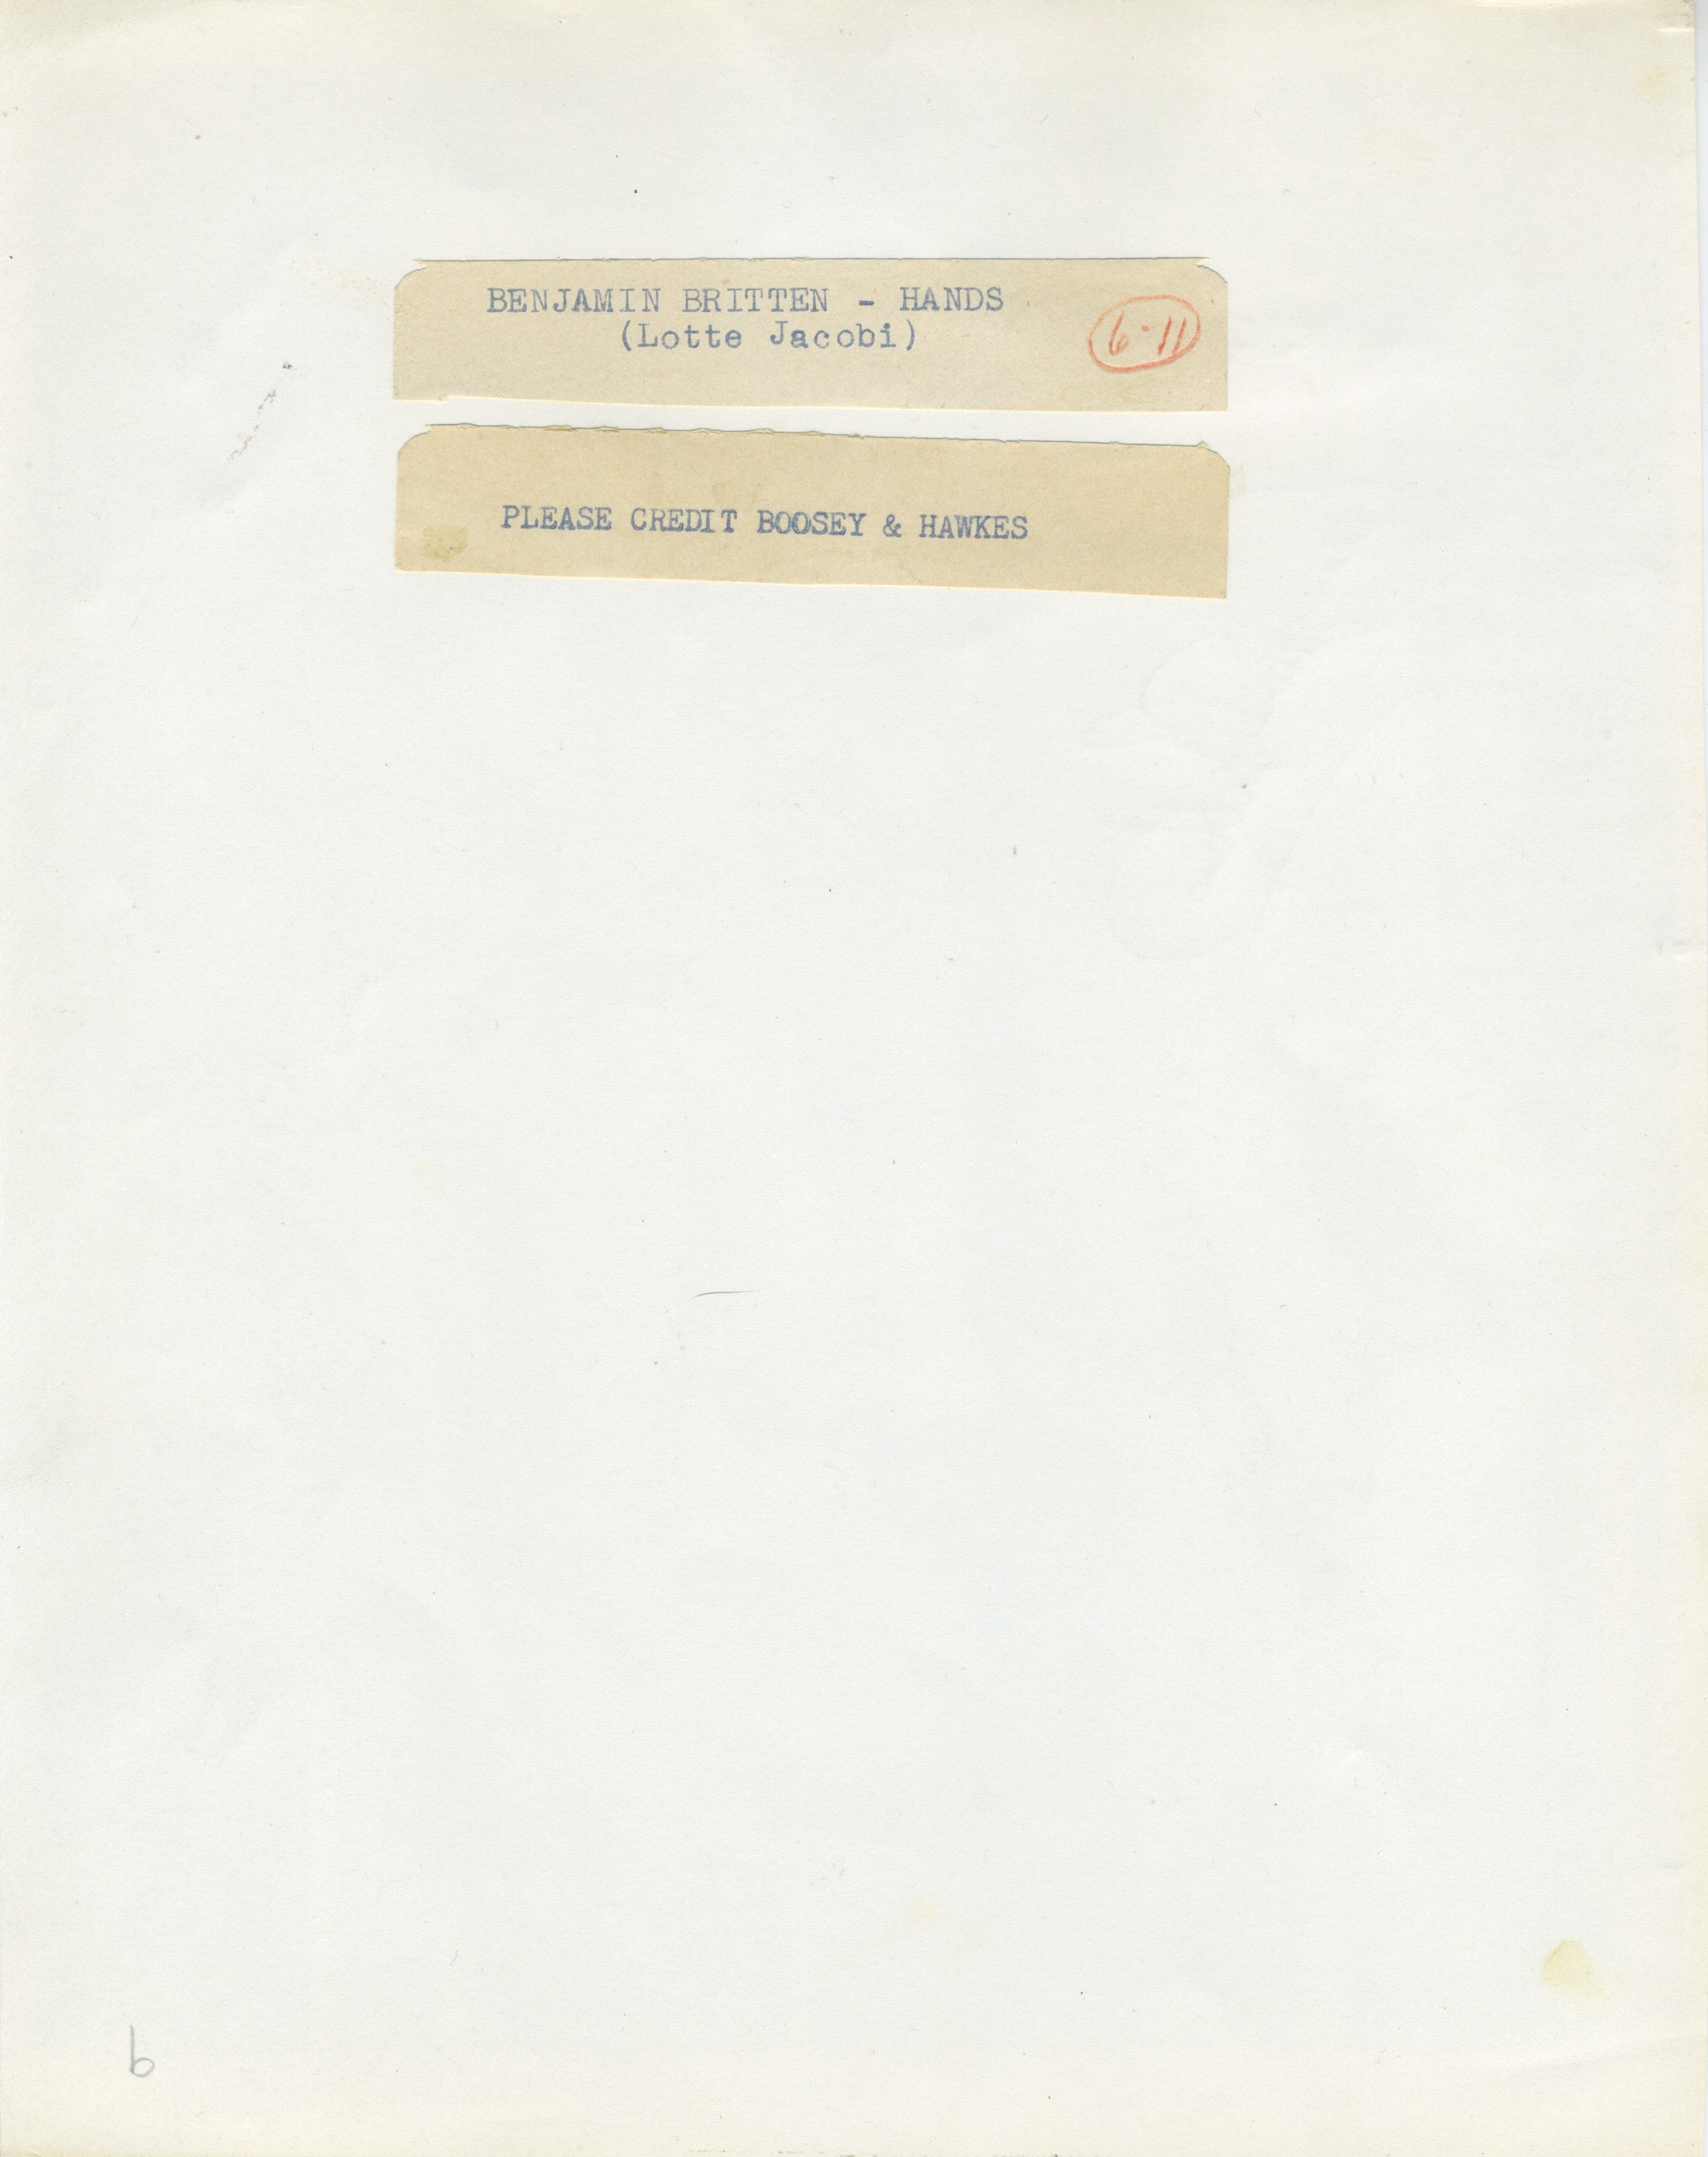 BENJAMIN BRITTEN - HANDS
(Lotte Jacobi)
6-11
PLEASE CREDIT BOOSEY & HAWKES
b